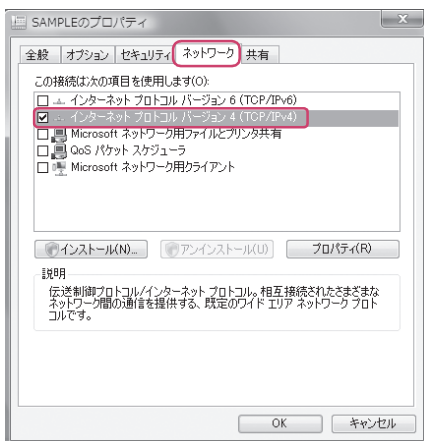 SAMPLEのプロパティ
全般 オプション セキュリティ ネットワーク 共有
この接続は次の項目を使用します(O):
インターネット プロトコル バージョン 6 (TCP/IPv6)
インターネット プロトコル バージョン 4 (TCP/IPv4)
Microsoft ネットワーク用ファイルとプリンタ共有
QoS パケット スケジューラ
Microsoft ネットワーク用クライアント
インストール(N)... アンインストール(U) プロパティ(R)
説明
伝送制御プロトコル/インターネット プロトコル。相互接続されたさまざまな
ネットワーク間の通信を提供する、既定のワイド エリア ネットワーク プロト
コルです。
OK キャンセル